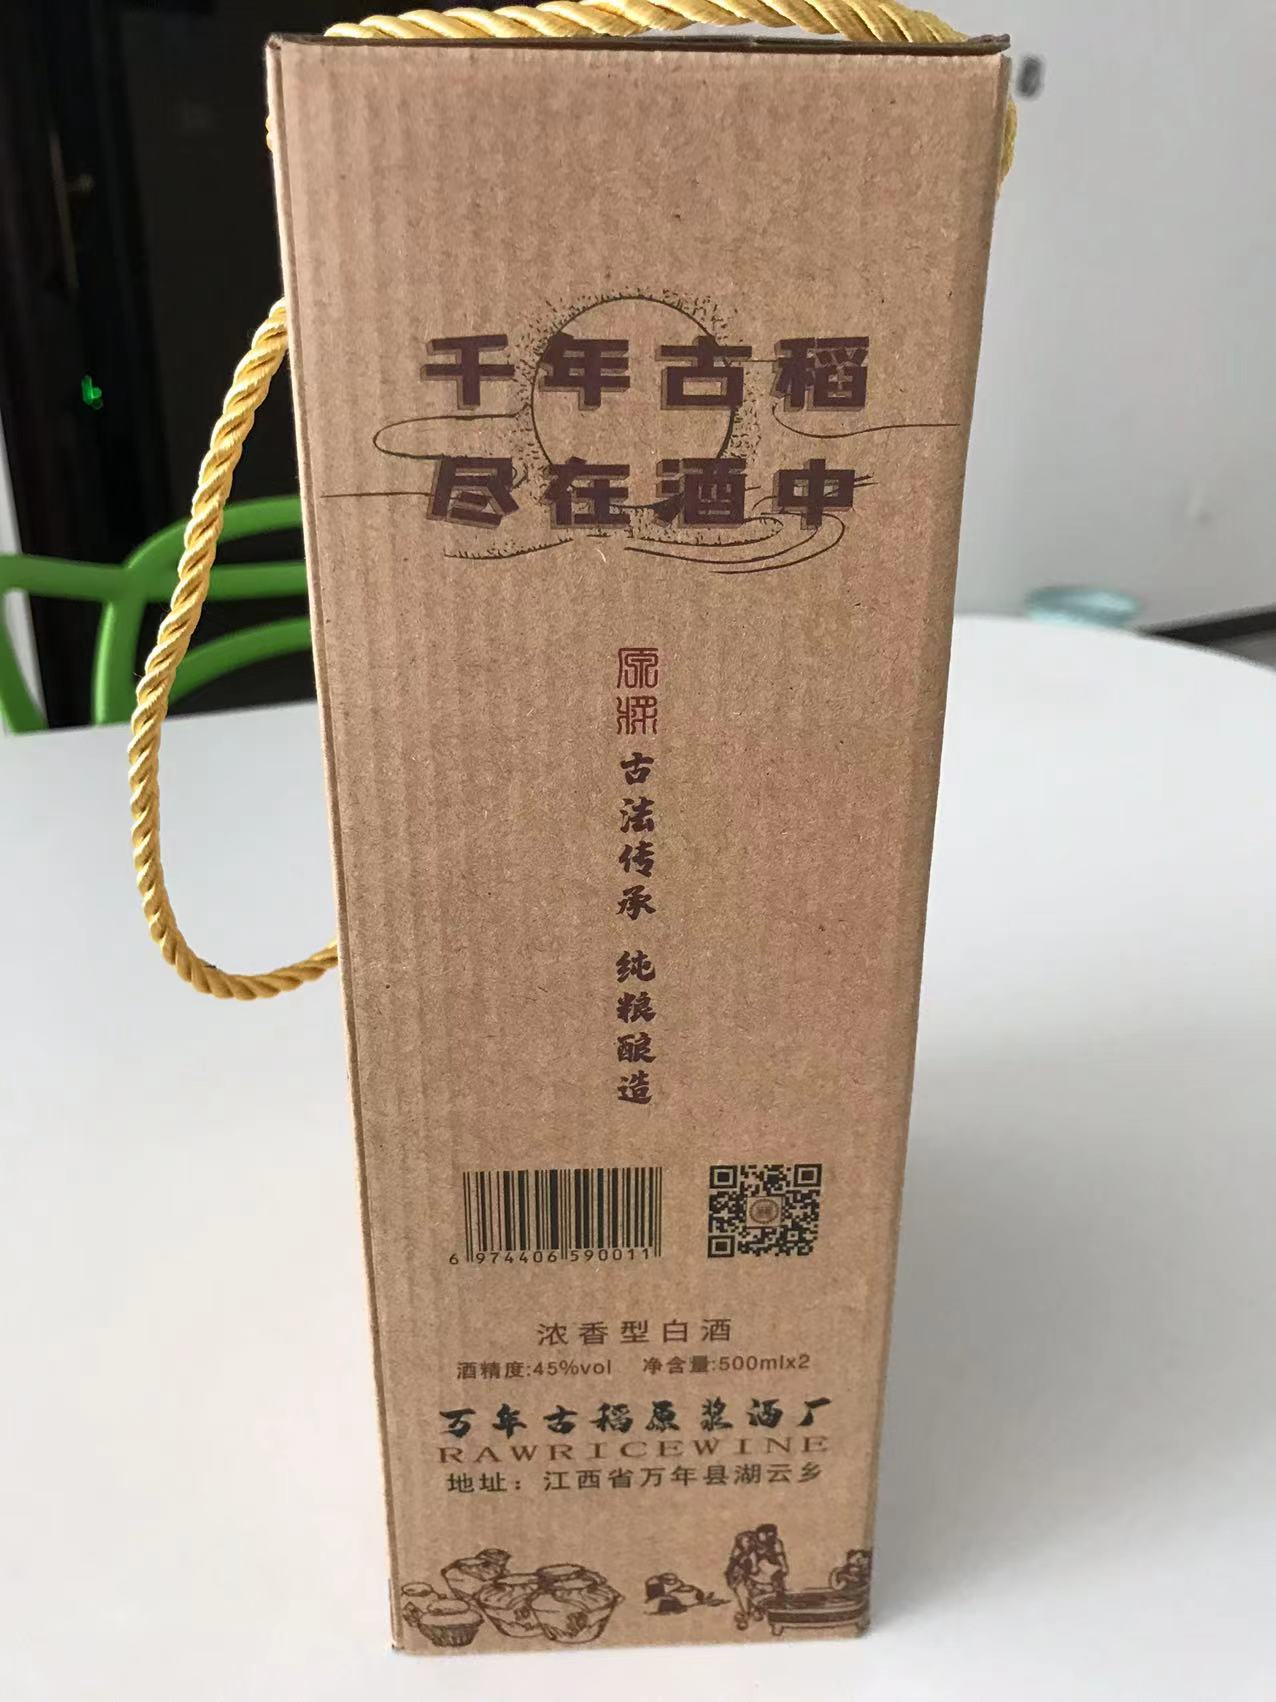 千年古稻
尽在酒中
原浆
古法传承 纯粮酿造
6 974406 590011
浓香型白酒
酒精度:45%vol 净含量:500mlx2
万年古稻原浆酒厂
RAWRICEWINE
地址：江西省万年县湖云乡